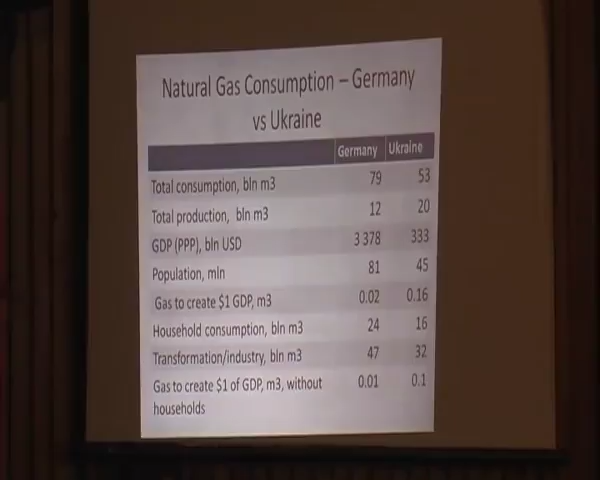 Natural Gas Consumption – Germany
vs Ukraine
Germany Ukraine
Total consumption, bln m3 79 53
Total production, bln m3 12 20
GDP (PPP), bln USD 3 378 333
Population, mln 81 45
Gas to create $1 GDP, m3 0.02 0.16
Household consumption, bln m3 24 16
Transformation/industry, bln m3 47 32
Gas to create $1 of GDP, m3, without 0.01 0.1
households